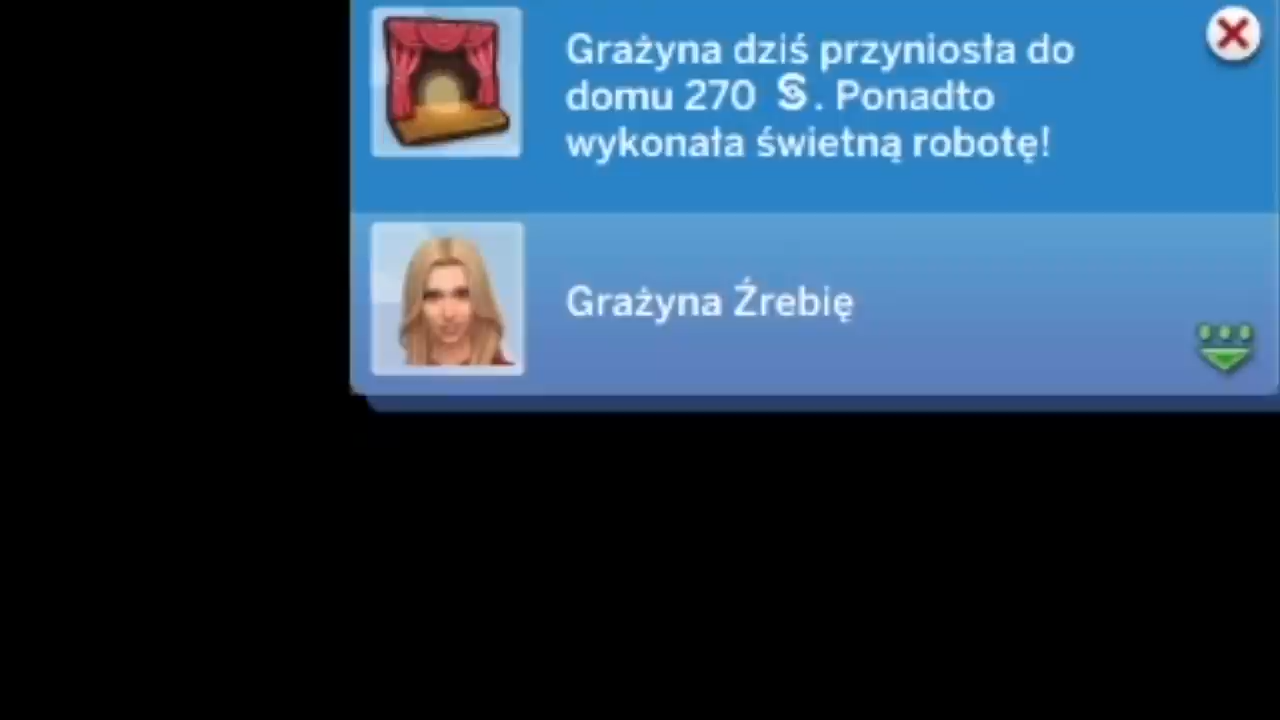 Grażyna dziś przyniosła do
domu 270 §. Ponadto
wykonała świetną robotę!
Grażyna Źrebię